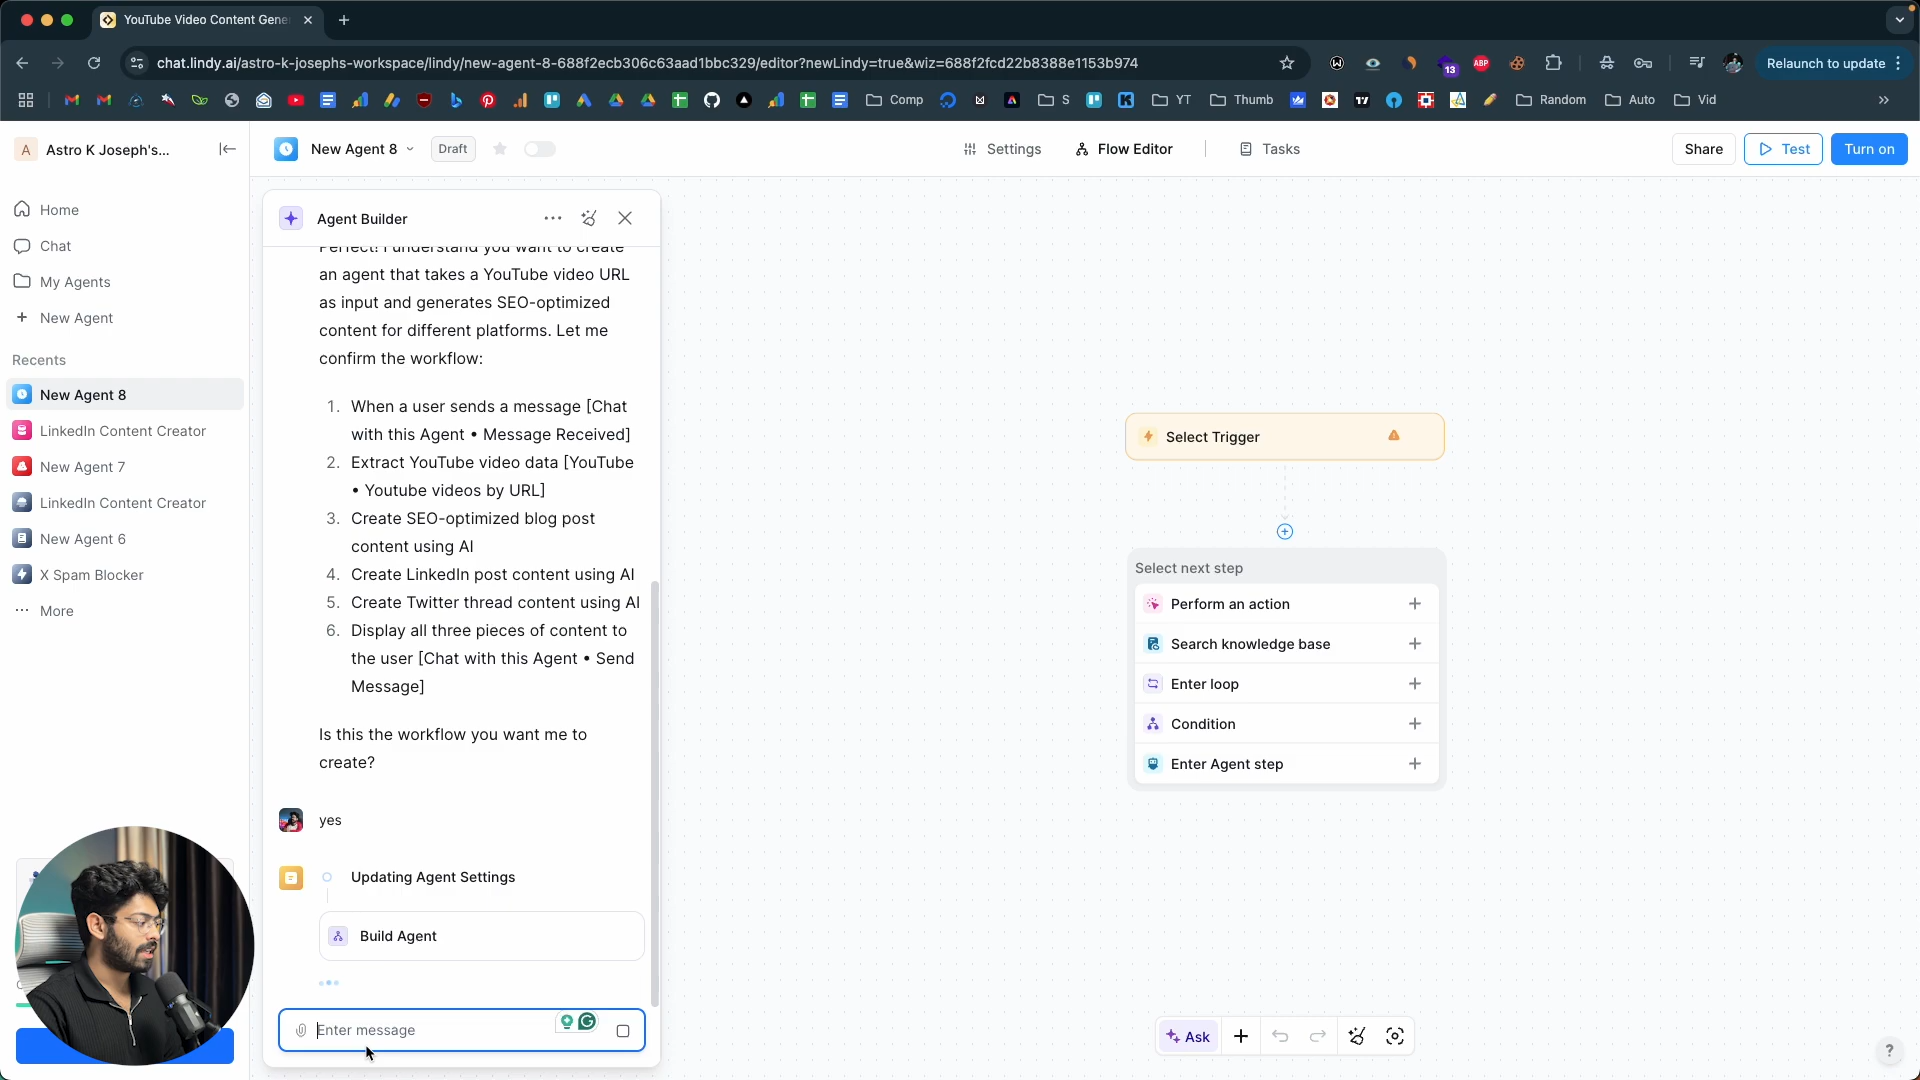 YouTube Video Content Gene
chat.lindy.ai/astro-k-josephs-workspace/lindy/new-agent-8-688f2ecb306c63aad1bbc329/editor?newLindy=true&wiz=688f2fcd22b8388e1153b974
13
ABP
Relaunch to update
Comp
S
YT
Thumb
Random
Auto
Vid
A
Astro K Joseph's...
New Agent 8
Draft
Settings
Flow Editor
Tasks
Share
Test
Turn on
Home
Chat
My Agents
New Agent
Recents
New Agent 8
LinkedIn Content Creator
New Agent 7
LinkedIn Content Creator
New Agent 6
X Spam Blocker
More
Agent Builder
Perfect! I understand you want to create
an agent that takes a YouTube video URL
as input and generates SEO-optimized
content for different platforms. Let me
confirm the workflow:
1. When a user sends a message [Chat
with this Agent • Message Received]
2. Extract YouTube video data [YouTube
• Youtube videos by URL]
3. Create SEO-optimized blog post
content using AI
4. Create LinkedIn post content using AI
5. Create Twitter thread content using AI
6. Display all three pieces of content to
the user [Chat with this Agent • Send
Message]
Is this the workflow you want me to
create?
yes
Updating Agent Settings
Build Agent
Enter message
Select Trigger
Select next step
Perform an action
Search knowledge base
Enter loop
Condition
Enter Agent step
Ask
?